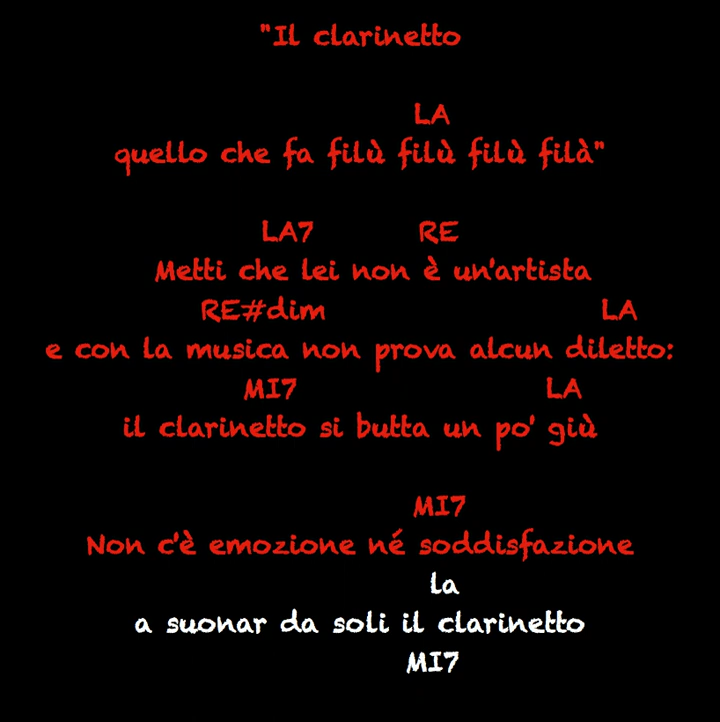 "Il clarinetto
LA
quello che fa filù filù filù filà"
LA7 RE
Metti che lei non è un'artista
RE#dim LA
e con la musica non prova alcun diletto:
MI7 LA
il clarinetto si butta un po' giù
MI7
Non c'è emozione né soddisfazione
la
a suonar da soli il clarinetto
MI7